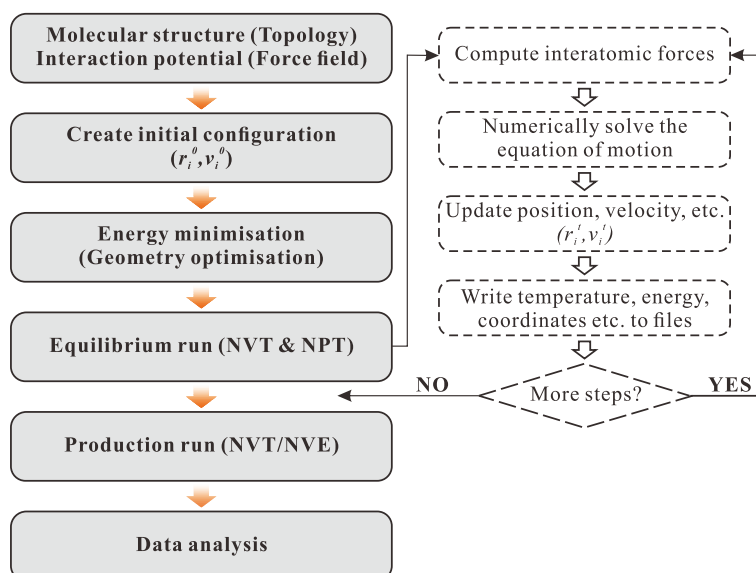 Molecular structure (Topology)
Interaction potential (Force field)
Create initial configuration
(r_i^0, v_i^0)
Energy minimisation
(Geometry optimisation)
Equilibrium run (NVT & NPT)
Production run (NVT/NVE)
Data analysis
Compute interatomic forces
Numerically solve the
equation of motion
Update position, velocity, etc.
(r_i^t, v_i^t)
Write temperature, energy,
coordinates etc. to files
More steps?
NO
YES